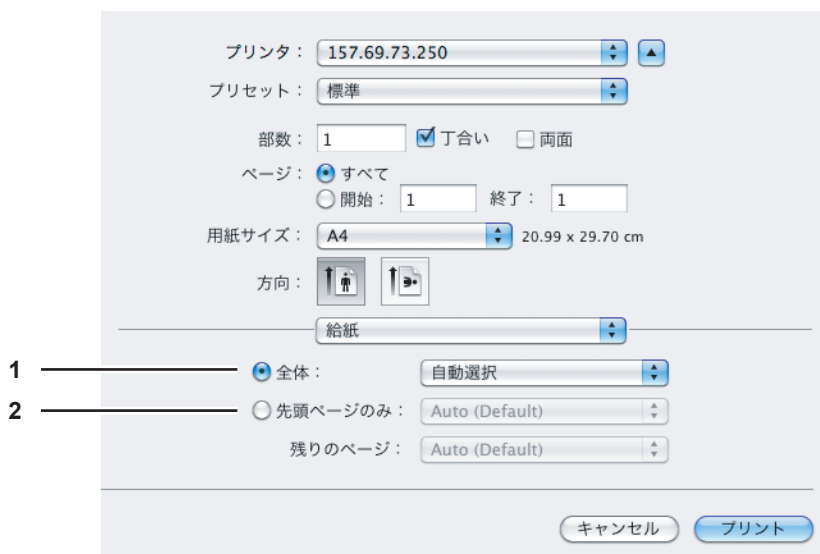 プリンタ： 157.69.73.250
プリセット： 標準
部数： 1 丁合い 両面
ページ： すべて
開始： 1 終了： 1
用紙サイズ： A4 20.99 x 29.70 cm
方向：
給紙
1 全体： 自動選択
2 先頭ページのみ： Auto (Default)
残りのページ： Auto (Default)
キャンセル プリント